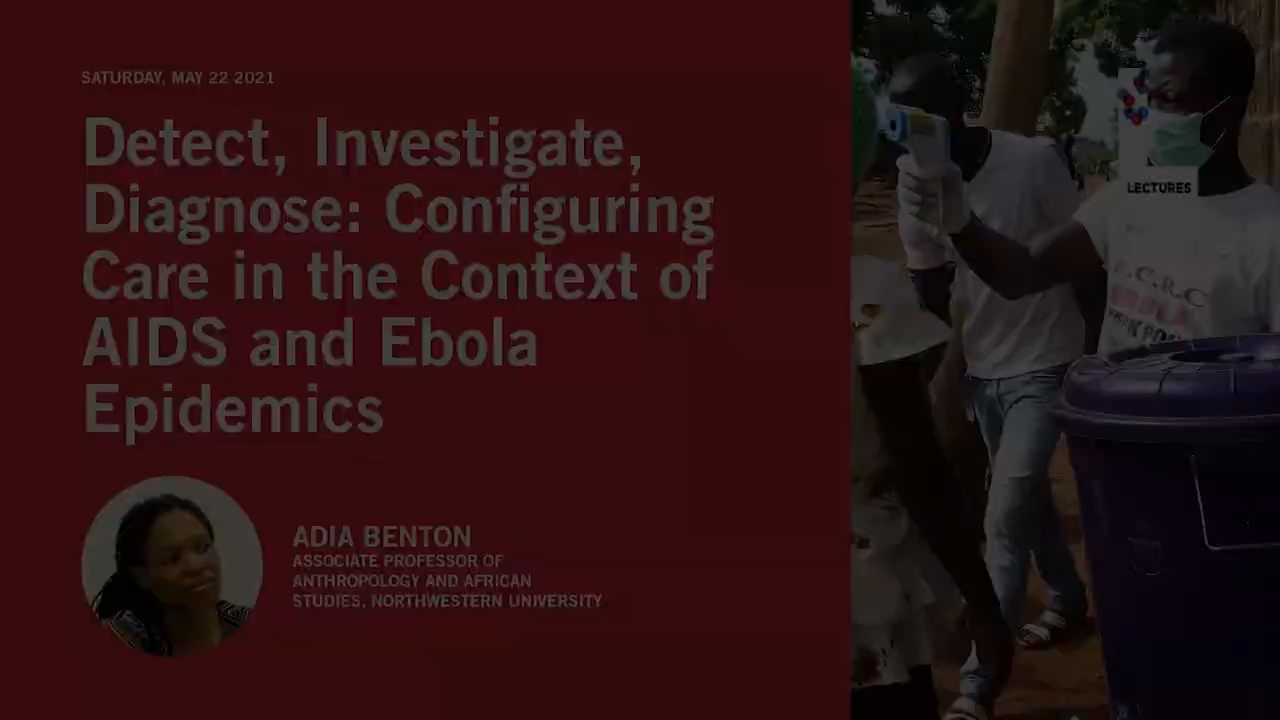 SATURDAY, MAY 22 2021
Detect, Investigate,
Diagnose: Configuring
Care in the Context of
AIDS and Ebola
Epidemics
ADIA BENTON
ASSOCIATE PROFESSOR OF
ANTHROPOLOGY AND AFRICAN
STUDIES, NORTHWESTERN UNIVERSITY
LECTURES